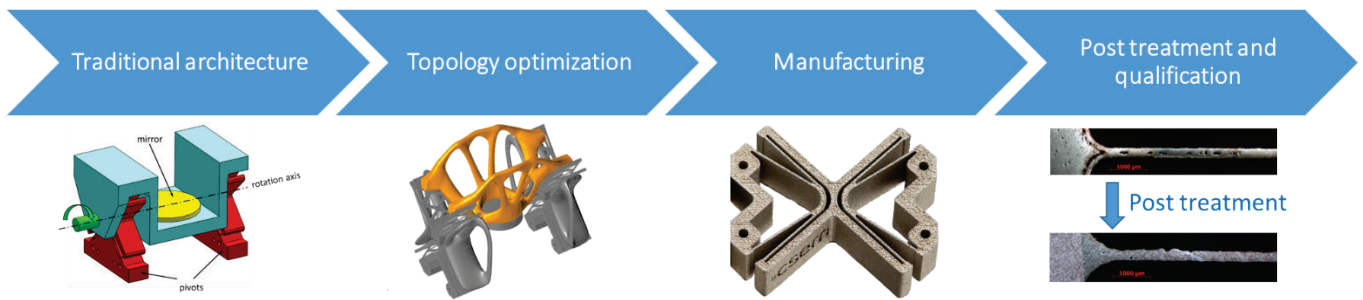 Traditional architecture
Topology optimization
Manufacturing
Post treatment and
qualification
mirror
rotation axis
pivots
csem
1000 µm
Post treatment
1000 µm